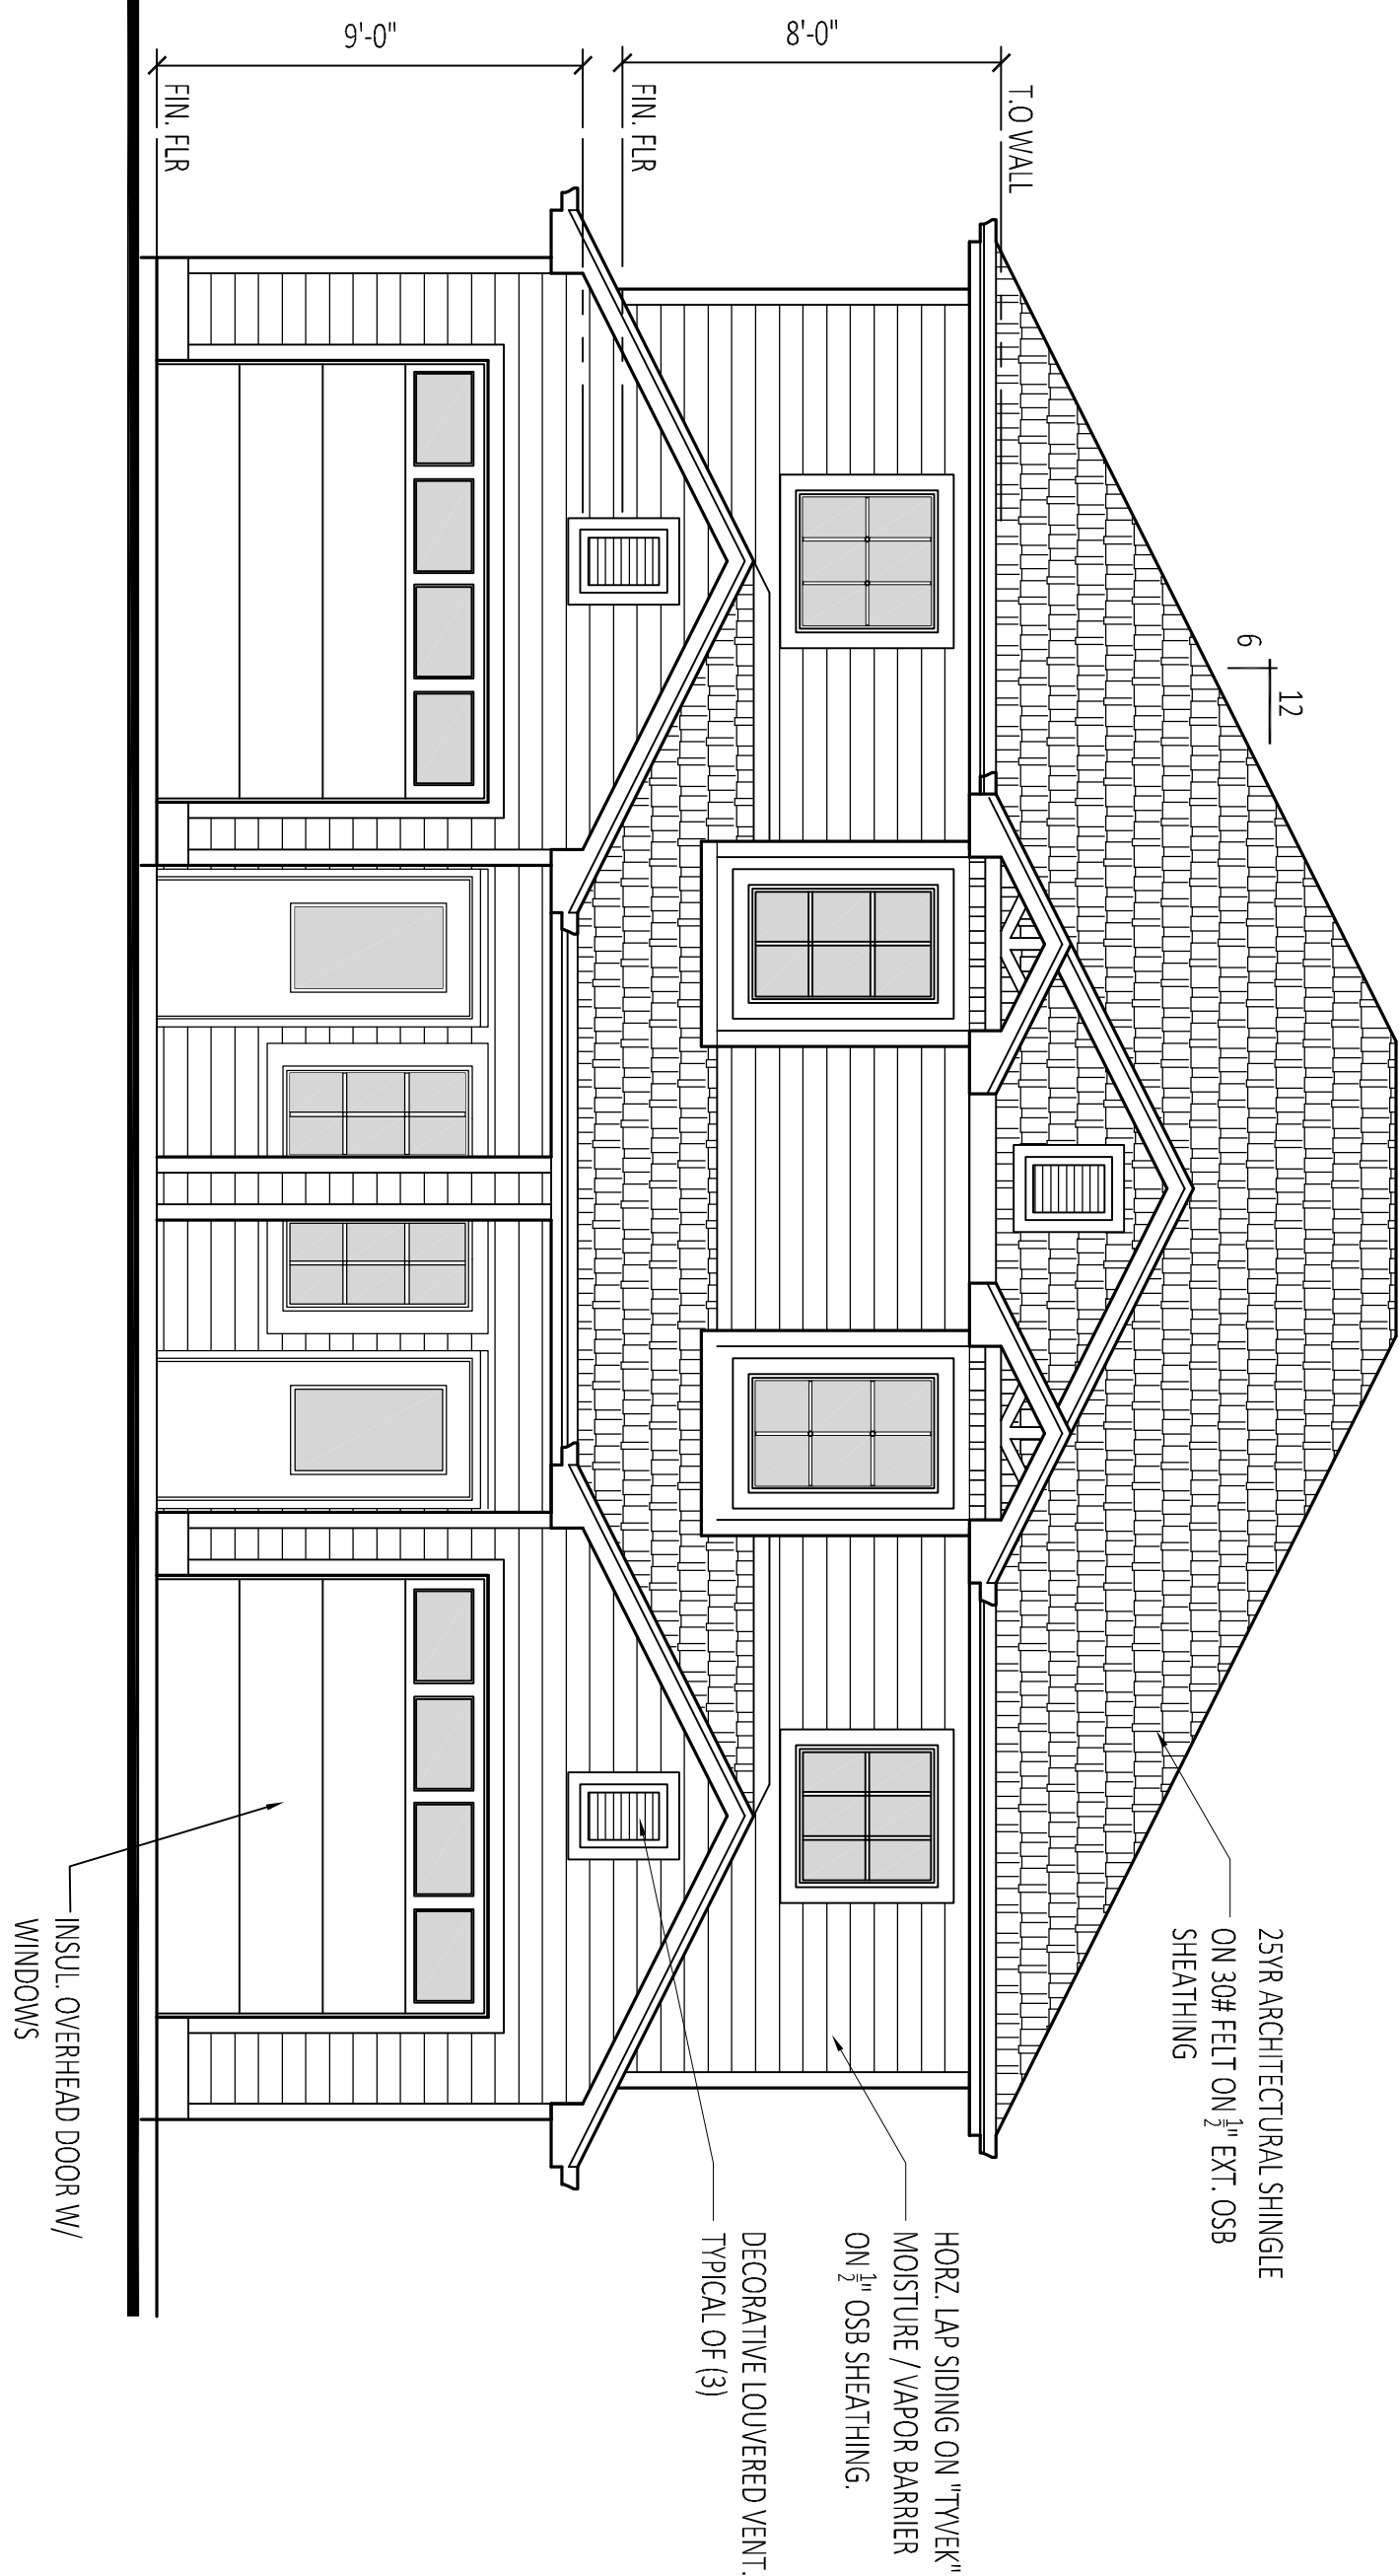 12
6
25YR ARCHITECTURAL SHINGLE
ON 30# FELT ON 1/2" EXT. OSB
SHEATHING
T.O WALL
8'-0"
FIN. FLR
HORZ. LAP SIDING ON "TYVEK"
MOISTURE / VAPOR BARRIER
ON 1/2" OSB SHEATHING.
DECORATIVE LOUVERED VENT.
TYPICAL OF (3)
9'-0"
FIN. FLR
INSUL. OVERHEAD DOOR W/
WINDOWS